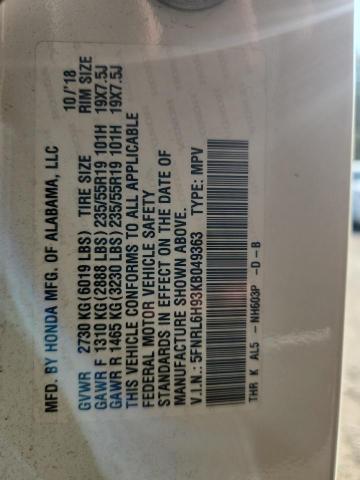 MFD. BY HONDA MFG. OF ALABAMA, LLC 10/'18
GVWR 2730 KG(6019 LBS) TIRE SIZE RIM SIZE
GAWR F 1310 KG(2888 LBS)235/55R19 101H 19X7.5J
GAWR R 1465 KG(3230 LBS)235/55R19 101H 19X7.5J
THIS VEHICLE CONFORMS TO ALL APPLICABLE
FEDERAL MOTOR VEHICLE SAFETY
STANDARDS IN EFFECT ON THE DATE OF
MANUFACTURE SHOWN ABOVE.
V.I.N.:5FNRL6H93KB049363 TYPE: MPV
THR K AL5 - NH603P -D-B